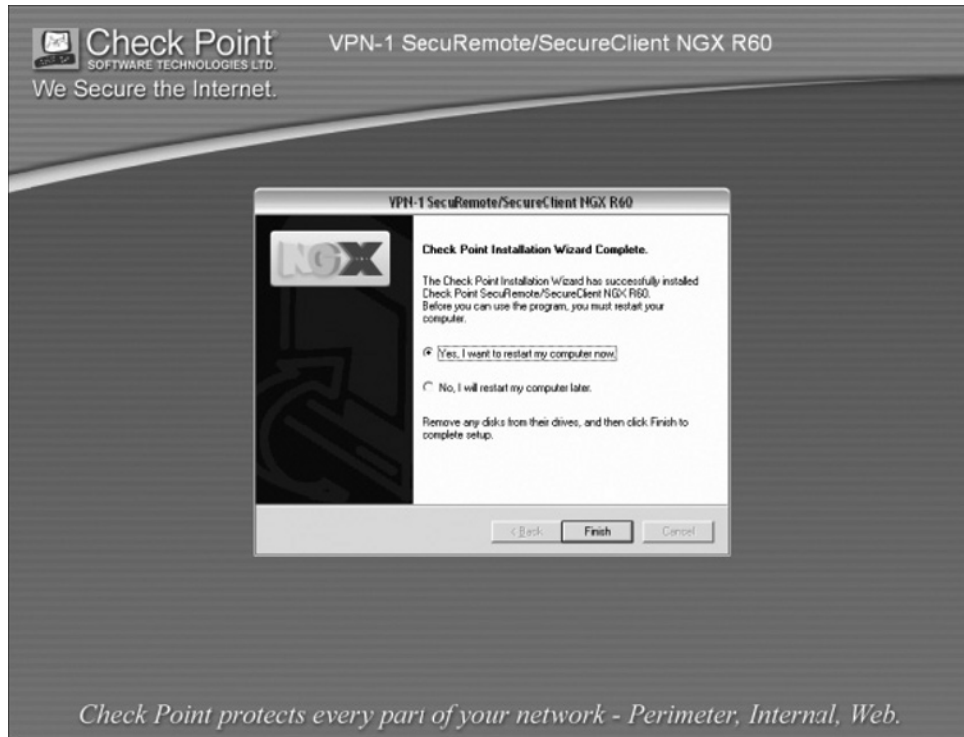 Check Point
SOFTWARE TECHNOLOGIES LTD.
We Secure the Internet.
VPN-1 SecuRemote/SecureClient NGX R60
VPN-1 SecuRemote/SecureClient NGX R60
NGX
Check Point Installation Wizard Complete.
The Check Point Installation Wizard has successfully installed
Check Point SecuRemote/SecureClient NGX R60.
Before you can use the program, you must restart your
computer.
Yes, I want to restart my computer now.
No, I will restart my computer later.
Remove any disks from their drives, and then click Finish to
complete setup.
< Back
Finish
Cancel
Check Point protects every part of your network - Perimeter, Internal, Web.